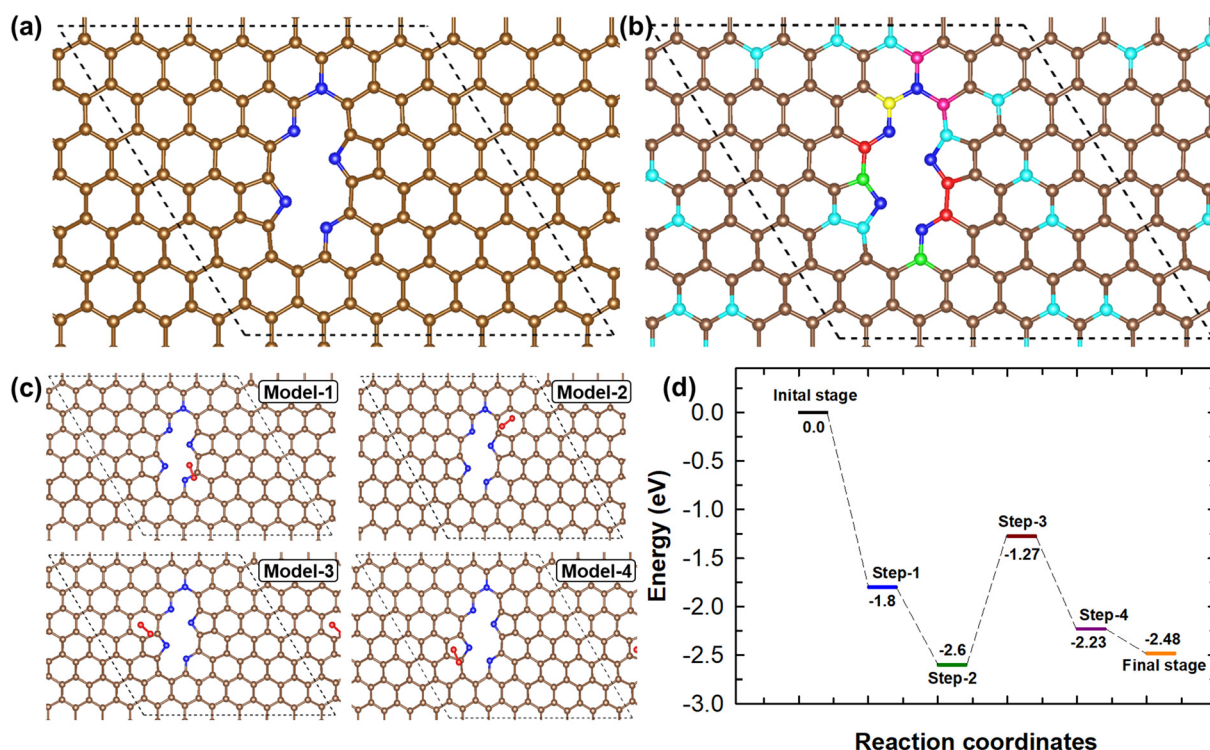 (a)
(b)
(c)
Model-1
Model-2
Model-3
Model-4
(d)
Energy (eV)
0.0
-0.5
-1.0
-1.5
-2.0
-2.5
-3.0
Inital stage
0.0
Step-1
-1.8
-2.6
Step-2
Step-3
-1.27
Step-4
-2.23
-2.48
Final stage
Reaction coordinates